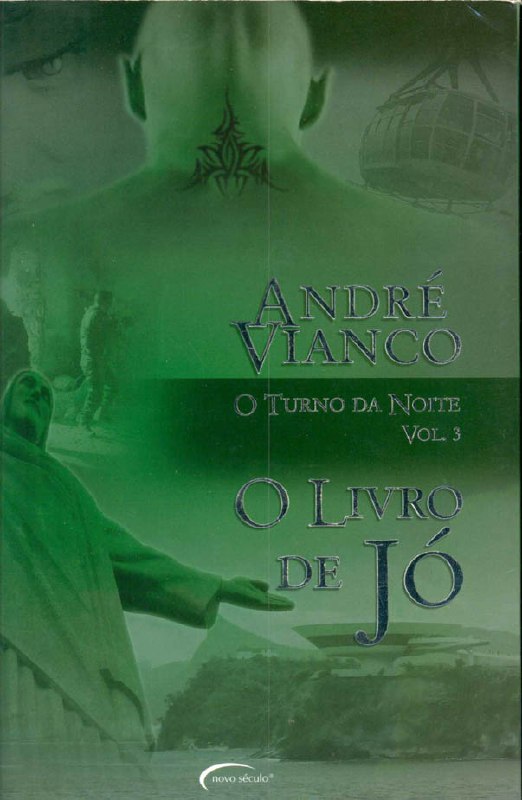 ANDRÉ
VIANCO
O TURNO DA NOITE
VOL. 3
O LIVRO
DE JÓ
novo século®